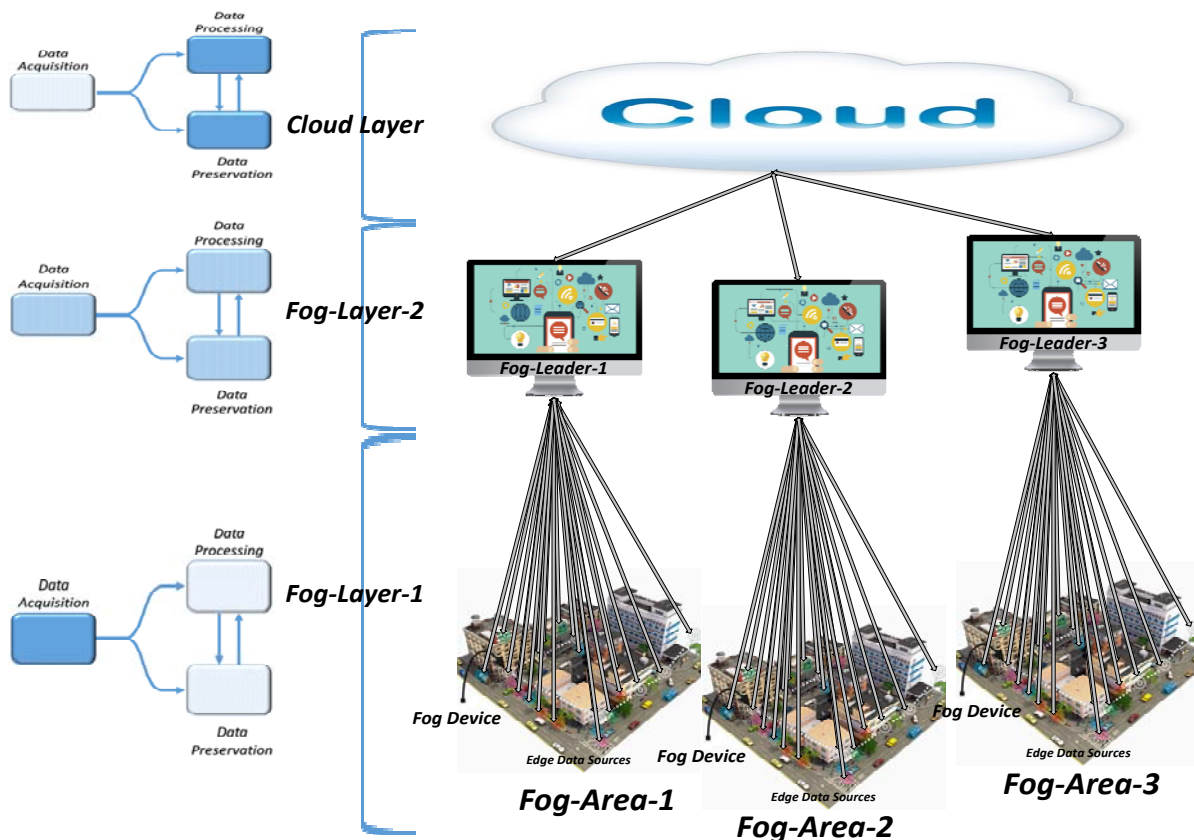 Data
Processing
Data
Acquisition
Data
Preservation
Cloud Layer
Cloud
Data
Processing
Data
Acquisition
Data
Preservation
Fog-Layer-2
Fog-Leader-1
Fog-Leader-2
Fog-Leader-3
Data
Processing
Data
Acquisition
Data
Preservation
Fog-Layer-1
Fog Device
Edge Data Sources
Fog-Area-1
Fog Device
Edge Data Sources
Fog-Area-2
Fog Device
Edge Data Sources
Fog-Area-3